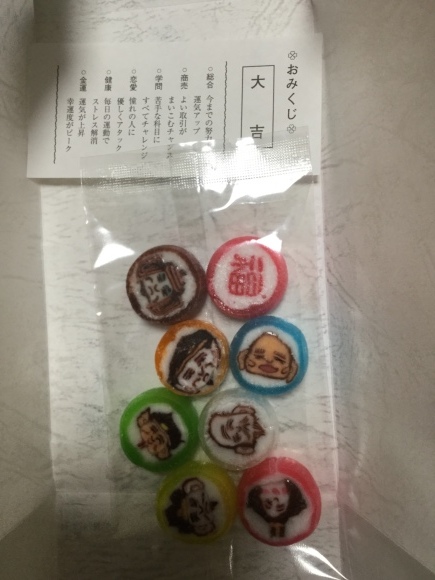 おみくじ
大吉
○総合 今までの努
運気アップ
○商売 よい取引が
まいこむチャンス
○学問 苦手な科目に
すべてチャレンジ
○恋愛 憧れの人に
優しくアタック
○健康 毎日の運動で
ストレス解消
○金運 運気が上昇
幸運度がピーク
福